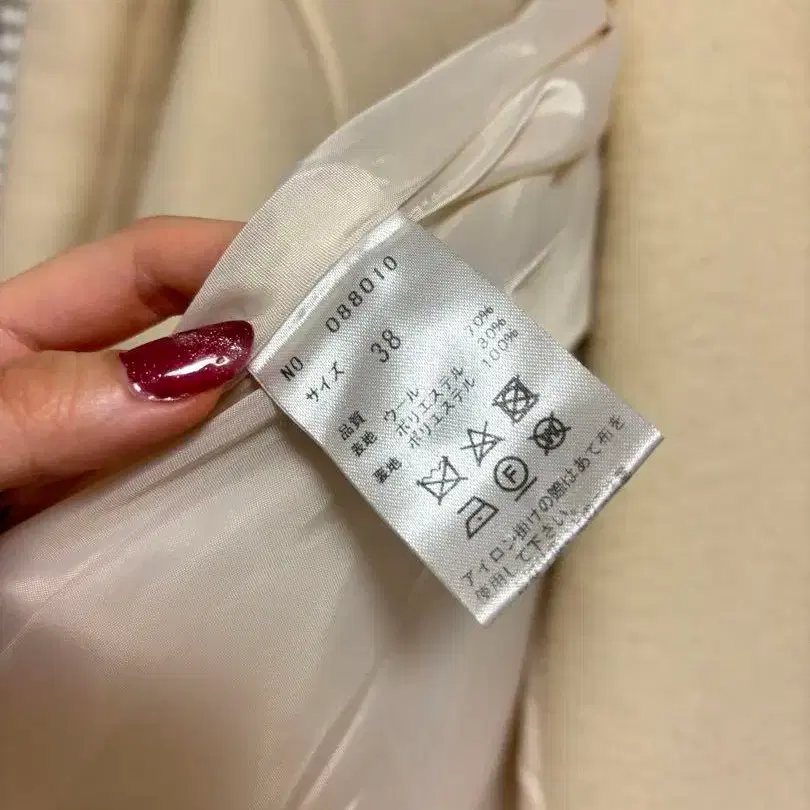 NO 088010
サイズ 38
品質
表地 ウール 70%
ポリエステル 30%
裏地 ポリエステル 100%
F W
アイロン掛けの際はあて布を
使用して下さい。